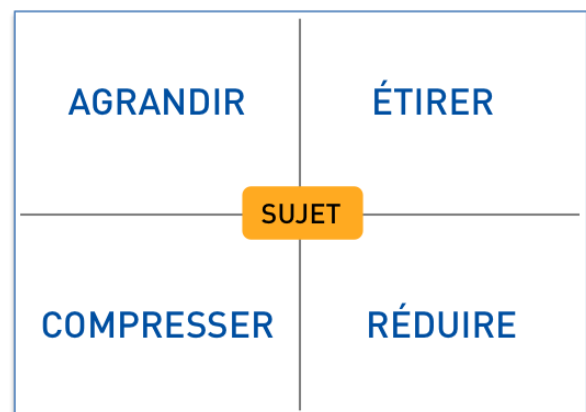 AGRANDIR
ÉTIRER
SUJET
COMPRESSER
RÉDUIRE